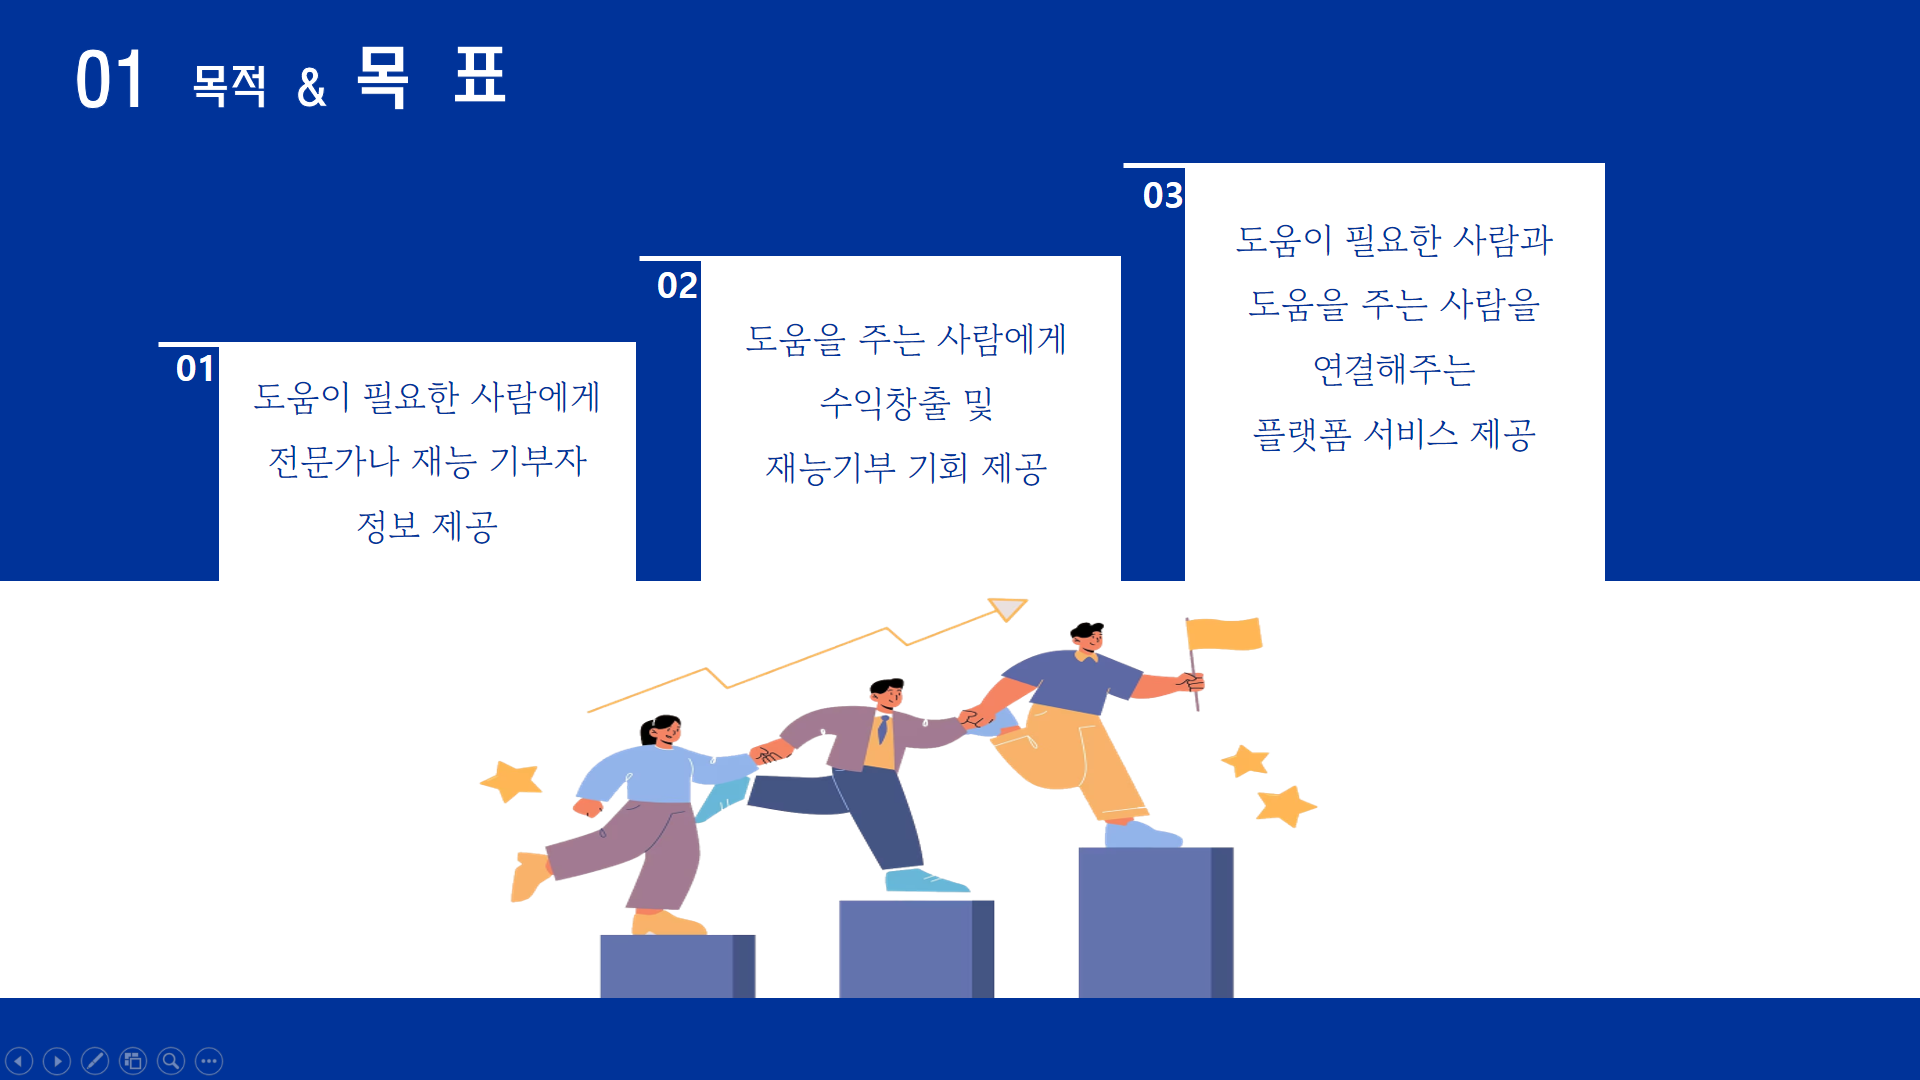 01 목적 & 목 표
01
도움이 필요한 사람에게
전문가나 재능 기부자
정보 제공
02
도움을 주는 사람에게
수익창출 및
재능기부 기회 제공
03
도움이 필요한 사람과
도움을 주는 사람을
연결해주는
플랫폼 서비스 제공